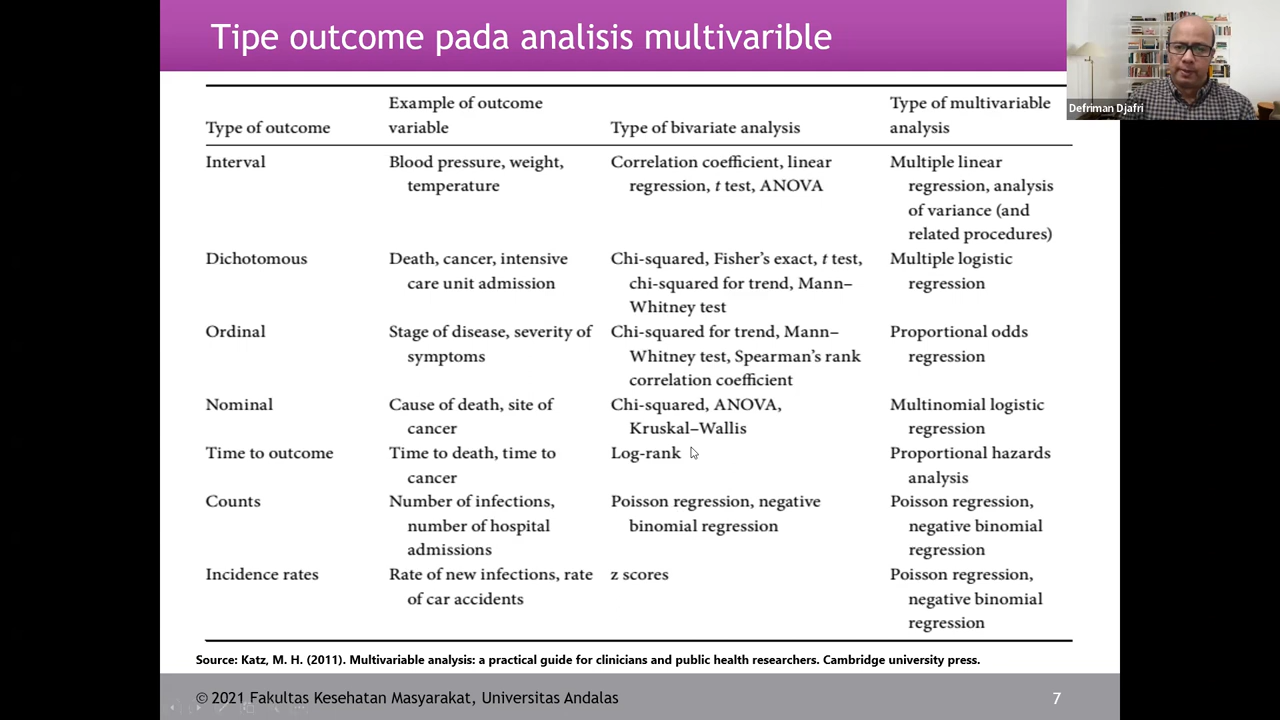 Tipe outcome pada analisis multivarible
Defriman Djafri
Type of outcome
Example of outcome
variable
Type of bivariate analysis
Type of multivariable
analysis
Interval
Blood pressure, weight,
temperature
Correlation coefficient, linear
regression, t test, ANOVA
Multiple linear
regression, analysis
of variance (and
related procedures)
Dichotomous
Death, cancer, intensive
care unit admission
Chi-squared, Fisher's exact, t test,
chi-squared for trend, Mann–
Whitney test
Multiple logistic
regression
Ordinal
Stage of disease, severity of
symptoms
Chi-squared for trend, Mann–
Whitney test, Spearman's rank
correlation coefficient
Proportional odds
regression
Nominal
Cause of death, site of
cancer
Chi-squared, ANOVA,
Kruskal–Wallis
Multinomial logistic
regression
Time to outcome
Time to death, time to
cancer
Log-rank
Proportional hazards
analysis
Counts
Number of infections,
number of hospital
admissions
Poisson regression, negative
binomial regression
Poisson regression,
negative binomial
regression
Incidence rates
Rate of new infections, rate
of car accidents
z scores
Poisson regression,
negative binomial
regression
Source: Katz, M. H. (2011). Multivariable analysis: a practical guide for clinicians and public health researchers. Cambridge university press.
© 2021 Fakultas Kesehatan Masyarakat, Universitas Andalas
7